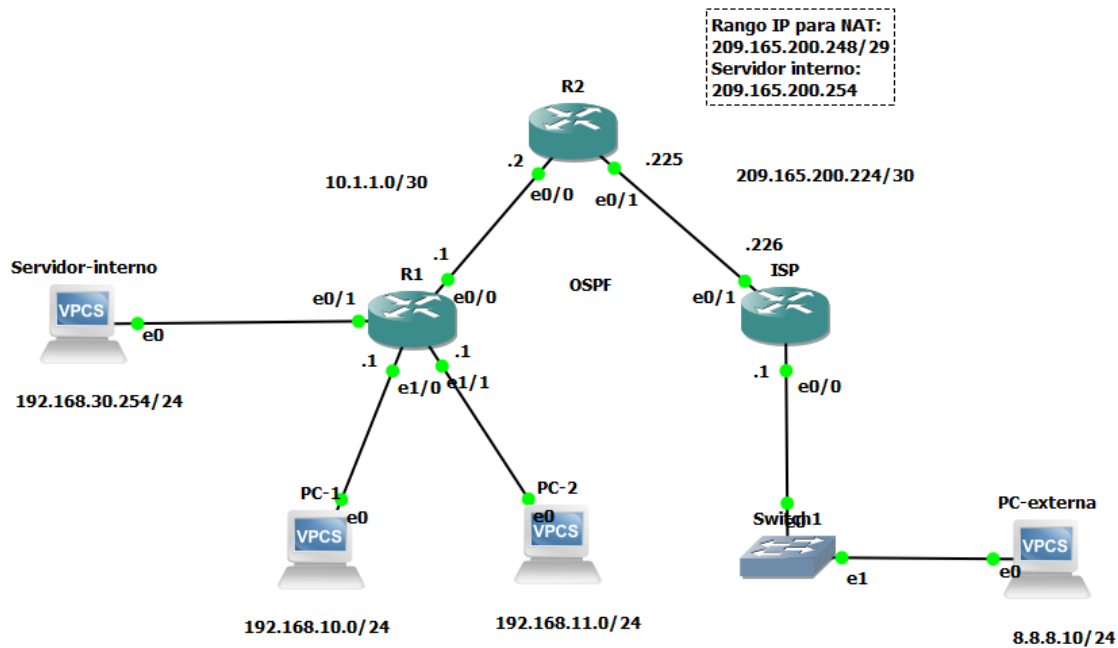 Rango IP para NAT:
209.165.200.248/29
Servidor interno:
209.165.200.254
R2
.2
.225
10.1.1.0/30
e0/0
e0/1
209.165.200.224/30
.1
.226
Servidor-interno
R1
OSPF
ISP
e0/1
e0/0
e0/1
VPCS
e0
.1
.1
e1/0
e1/1
.1
e0/0
192.168.30.254/24
PC-1
PC-2
PC-externa
e0
e0
Switch1
e0
VPCS
VPCS
VPCS
e1
e0
192.168.10.0/24
192.168.11.0/24
8.8.8.10/24